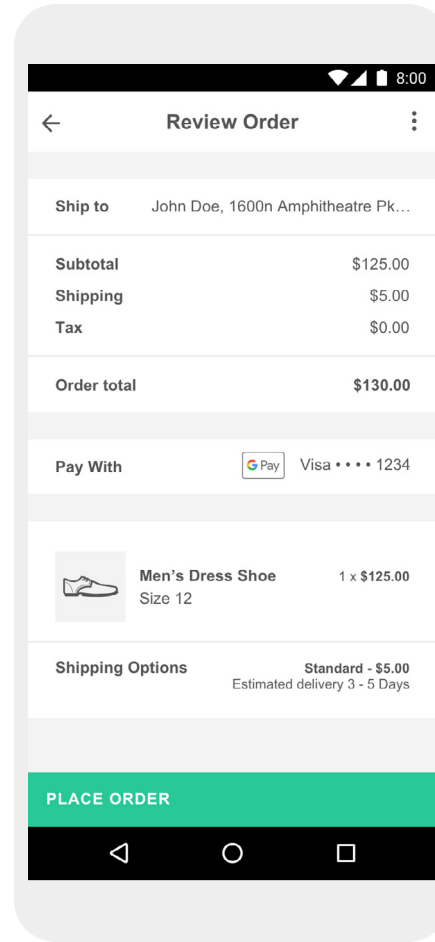 8:00
Review Order
Ship to John Doe, 1600n Amphitheatre Pk...
Subtotal $125.00
Shipping $5.00
Tax $0.00
Order total $130.00
Pay With G Pay Visa •••• 1234
Men’s Dress Shoe 1 x $125.00
Size 12
Shipping Options Standard - $5.00
Estimated delivery 3 - 5 Days
PLACE ORDER